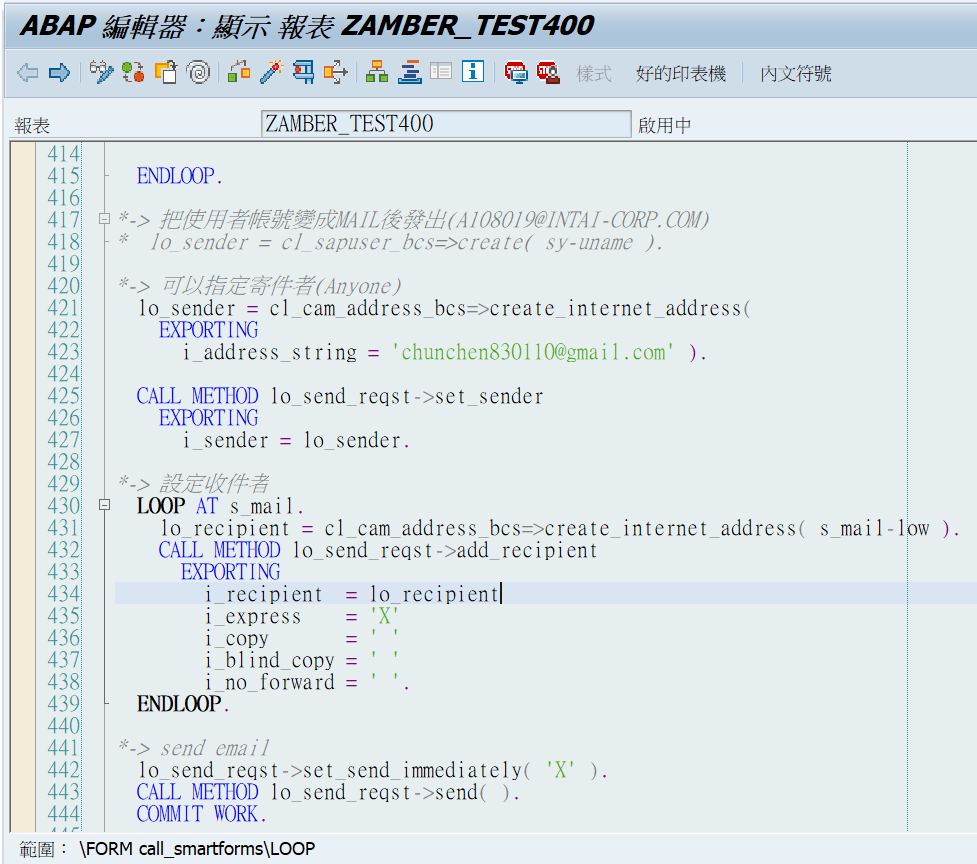 ABAP 編輯器：顯示 報表 ZAMBER_TEST400
樣式 好的印表機 內文符號
報表 ZAMBER_TEST400 啟用中
414
415 ENDLOOP.
416
417 *-> 把使用者帳號變成MAIL後發出(A108019@INTAI-CORP.COM)
418 *  lo_sender = cl_sapuser_bcs=>create( sy-uname ).
419
420 *-> 可以指定寄件者(Anyone)
421 lo_sender = cl_cam_address_bcs=>create_internet_address(
422 EXPORTING
423 i_address_string = 'chunchen830110@gmail.com' ).
424
425 CALL METHOD lo_send_reqst->set_sender
426 EXPORTING
427 i_sender = lo_sender.
428
429 *-> 設定收件者
430 LOOP AT s_mail.
431 lo_recipient = cl_cam_address_bcs=>create_internet_address( s_mail-low ).
432 CALL METHOD lo_send_reqst->add_recipient
433 EXPORTING
434 i_recipient  = lo_recipient
435 i_express    = 'X'
436 i_copy       = ' '
437 i_blind_copy = ' '
438 i_no_forward = ' '.
439 ENDLOOP.
440
441 *-> send email
442 lo_send_reqst->set_send_immediately( 'X' ).
443 CALL METHOD lo_send_reqst->send( ).
444 COMMIT WORK.
範圍： \FORM call_smartforms\LOOP